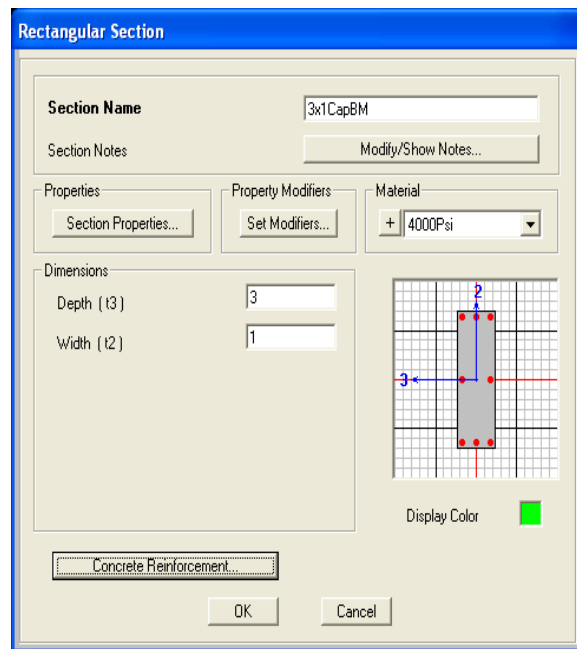 Rectangular Section
Section Name 3x1CapBM
Section Notes Modify/Show Notes...
Properties Property Modifiers Material
Section Properties... Set Modifiers... + 4000Psi
Dimensions
Depth ( t3 ) 3
Width ( t2 ) 1
2
3
Display Color
Concrete Reinforcement...
OK Cancel